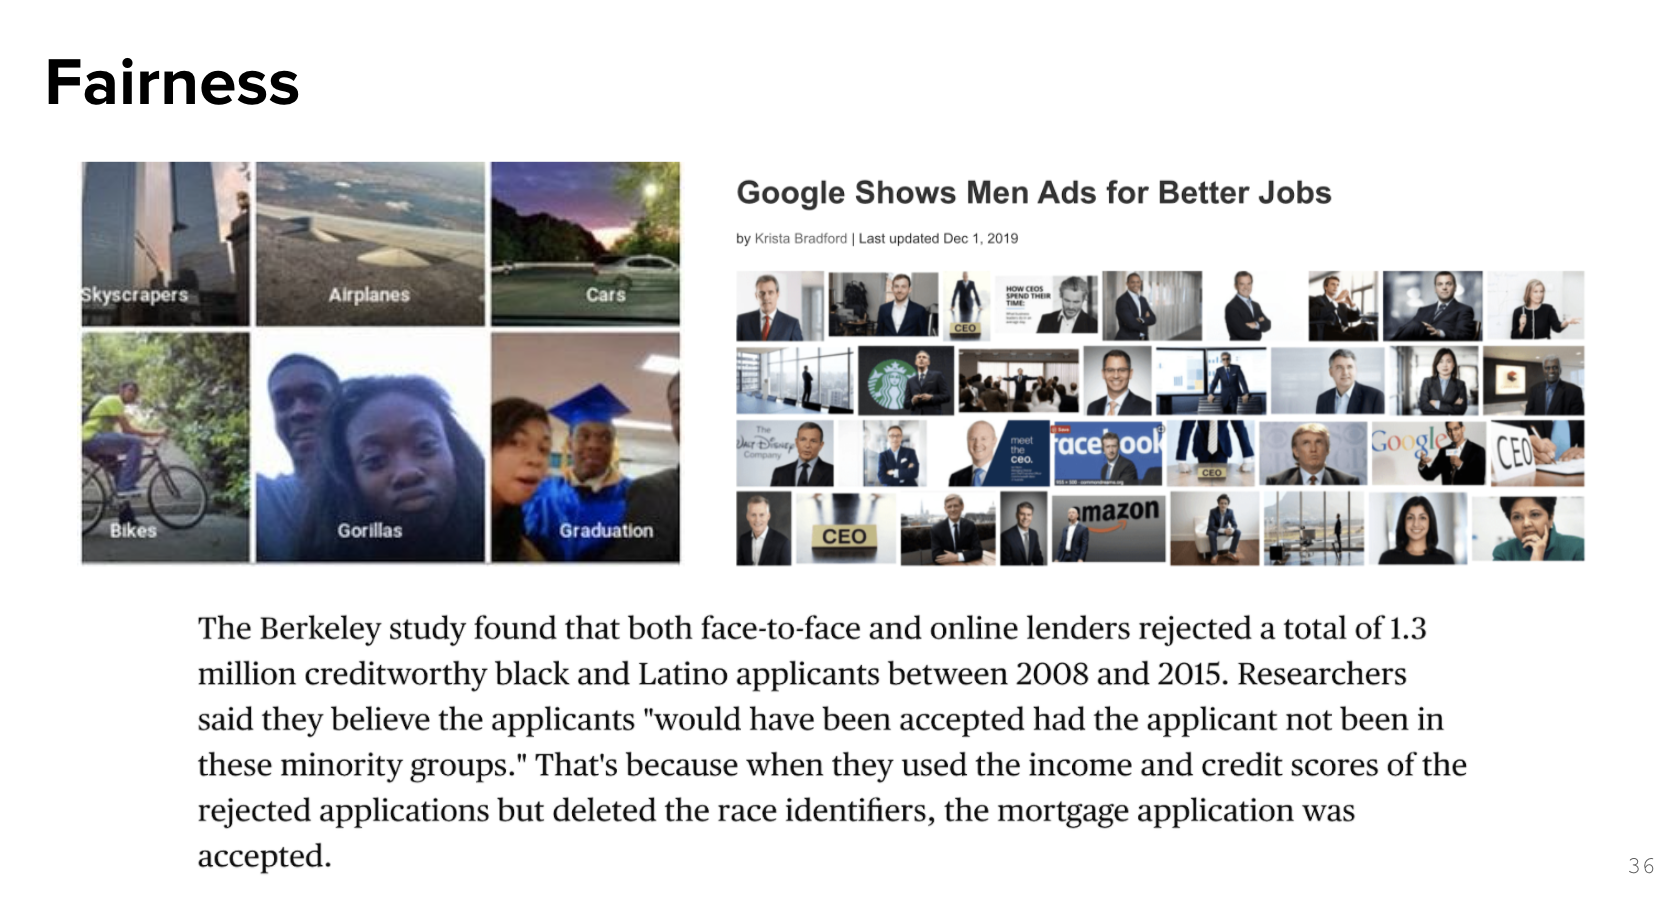 Fairness
Skyscrapers
Airplanes
Cars
Bikes
Gorillas
Graduation
Google Shows Men Ads for Better Jobs
by Krista Bradford | Last updated Dec 1, 2019
CEO
HOW CEOS
SPEND THEIR
TIME:
The
Walt Disney
Company
meet
the
ceo.
facebook
CEO
Google
CEO
CEO
amazon
The Berkeley study found that both face-to-face and online lenders rejected a total of 1.3
million creditworthy black and Latino applicants between 2008 and 2015. Researchers
said they believe the applicants "would have been accepted had the applicant not been in
these minority groups." That's because when they used the income and credit scores of the
rejected applications but deleted the race identifiers, the mortgage application was
accepted.
36